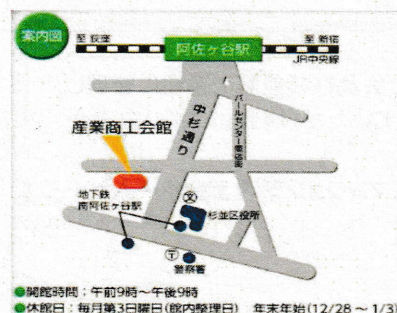 案内図
至 荻窪
阿佐ヶ谷駅
至 新宿
JR中央線
中杉通り
パールセンター商店街
産業商工会館
地下鉄
南阿佐ヶ谷駅
文
杉並区役所
〒
警察署
●開館時間：午前9時～午後9時
●休館日：毎月第3日曜日(館内整理日)　年末年始(12/28 ～ 1/3)